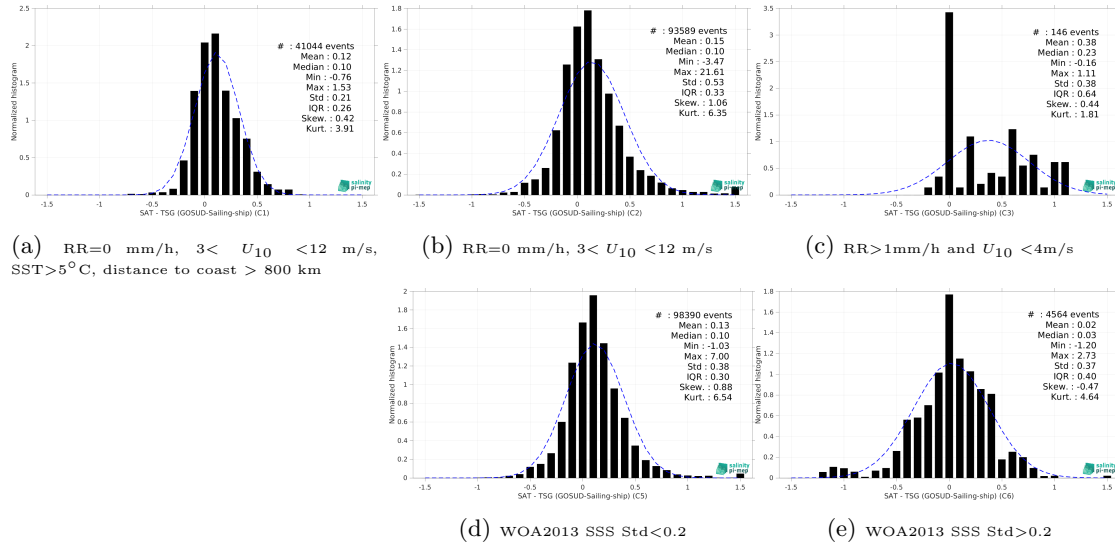 2.5
2
1.5
1
0.5
0
Normalized histogram
# : 41044 events
Mean : 0.12
Median : 0.10
Min : -0.76
Max : 1.53
Std : 0.21
IQR : 0.26
Skew. : 0.42
Kurt. : 3.91
salinity
pi-mep
-1.5 -1 -0.5 0 0.5 1 1.5
SAT - TSG (GOSUD-Sailing-ship) (C1)
(a) RR=0 mm/h, 3< U10 <12 m/s,
SST>5°C, distance to coast > 800 km
1.8
1.6
1.4
1.2
1
0.8
0.6
0.4
0.2
0
Normalized histogram
# : 93589 events
Mean : 0.15
Median : 0.10
Min : -3.47
Max : 21.61
Std : 0.53
IQR : 0.33
Skew. : 1.06
Kurt. : 6.35
salinity
pi-mep
-1.5 -1 -0.5 0 0.5 1 1.5
SAT - TSG (GOSUD-Sailing-ship) (C2)
(b) RR=0 mm/h, 3< U10 <12 m/s
3.5
3
2.5
2
1.5
1
0.5
0
Normalized histogram
# : 146 events
Mean : 0.38
Median : 0.23
Min : -0.16
Max : 1.11
Std : 0.38
IQR : 0.64
Skew. : 0.44
Kurt. : 1.81
salinity
pi-mep
-1.5 -1 -0.5 0 0.5 1 1.5
SAT - TSG (GOSUD-Sailing-ship) (C3)
(c) RR>1mm/h and U10 <4m/s
2
1.8
1.6
1.4
1.2
1
0.8
0.6
0.4
0.2
0
Normalized histogram
# : 98390 events
Mean : 0.13
Median : 0.10
Min : -1.03
Max : 7.00
Std : 0.38
IQR : 0.30
Skew. : 0.88
Kurt. : 6.54
salinity
pi-mep
-1.5 -1 -0.5 0 0.5 1 1.5
SAT - TSG (GOSUD-Sailing-ship) (C5)
(d) WOA2013 SSS Std<0.2
1.8
1.6
1.4
1.2
1
0.8
0.6
0.4
0.2
0
Normalized histogram
# : 4564 events
Mean : 0.02
Median : 0.03
Min : -1.20
Max : 2.73
Std : 0.37
IQR : 0.40
Skew. : -0.47
Kurt. : 4.64
salinity
pi-mep
-1.5 -1 -0.5 0 0.5 1 1.5
SAT - TSG (GOSUD-Sailing-ship) (C6)
(e) WOA2013 SSS Std>0.2